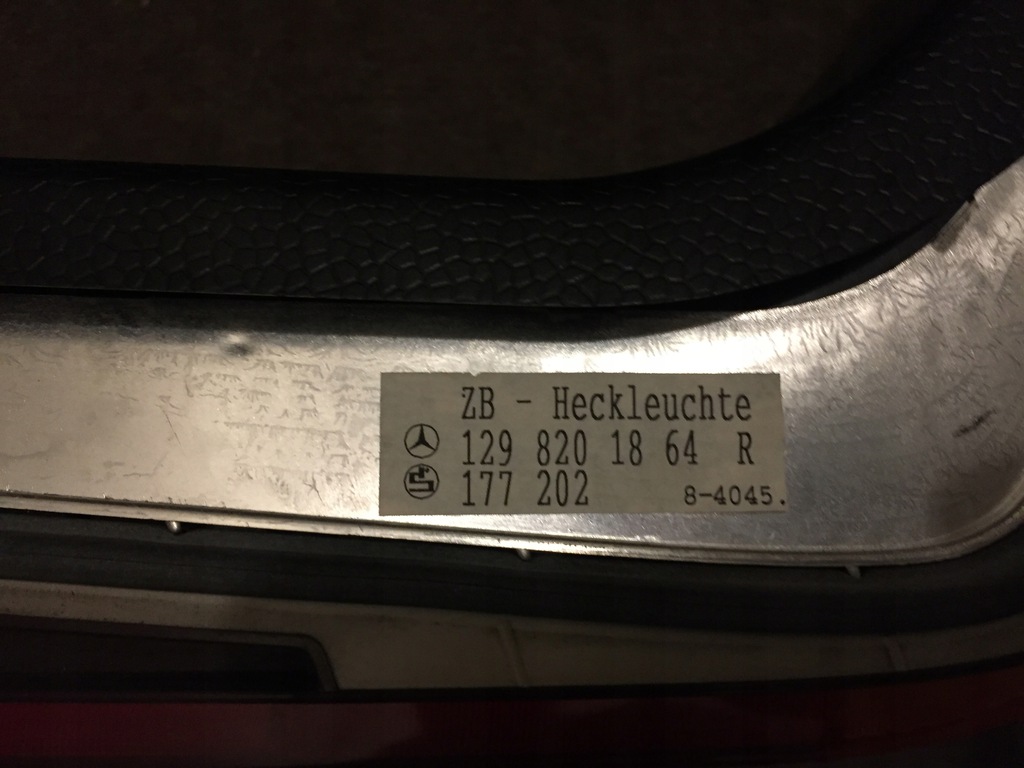 ZB - Heckleuchte
129 820 18 64 R
177 202 8-4045.